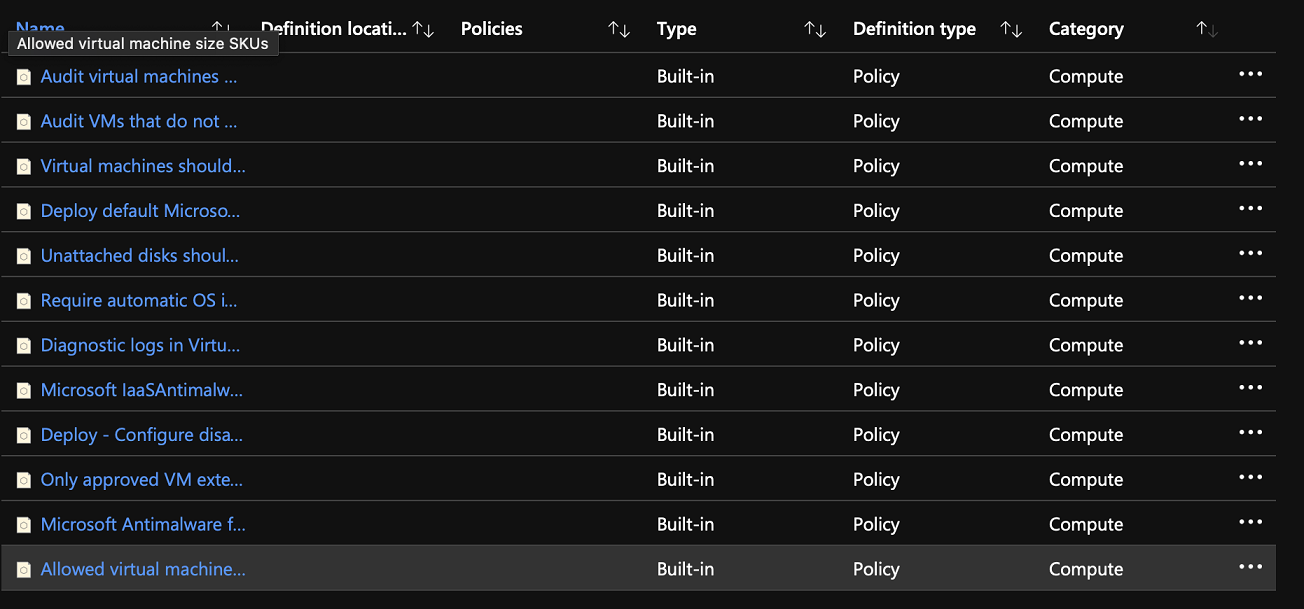 Name Definition locati... Policies Type Definition type Category
Allowed virtual machine size SKUs
Audit virtual machines ... Built-in Policy Compute
Audit VMs that do not ... Built-in Policy Compute
Virtual machines should... Built-in Policy Compute
Deploy default Microso... Built-in Policy Compute
Unattached disks shoul... Built-in Policy Compute
Require automatic OS i... Built-in Policy Compute
Diagnostic logs in Virtu... Built-in Policy Compute
Microsoft IaaSAntimalw... Built-in Policy Compute
Deploy - Configure disa... Built-in Policy Compute
Only approved VM exte... Built-in Policy Compute
Microsoft Antimalware f... Built-in Policy Compute
Allowed virtual machine... Built-in Policy Compute